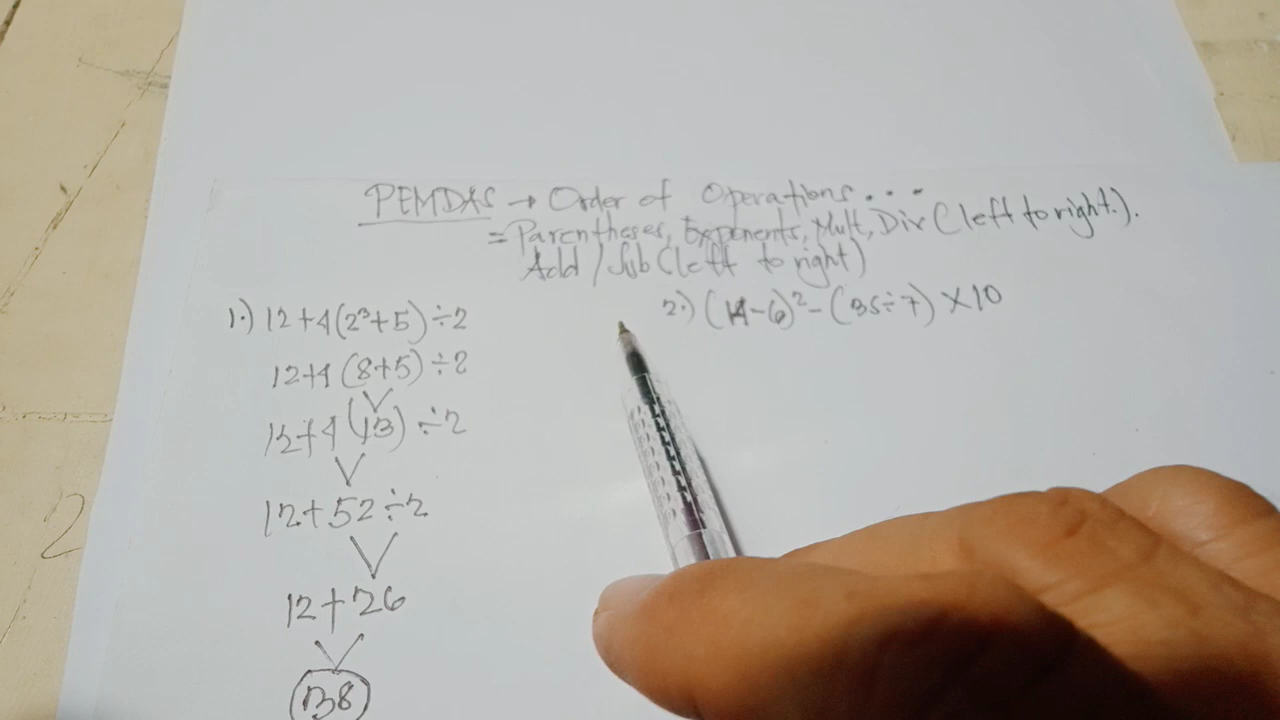 PEMDAS → Order of Operations...
= Parentheses, Exponents, Mult, Div (left to right).
Add / Sub (left to right)
1.) 12+4(2³+5)÷2
12+4(8+5)÷2
12+4(13)÷2
12+52÷2
12+26
38
2.) (14-6)²-(35÷7)×10
2